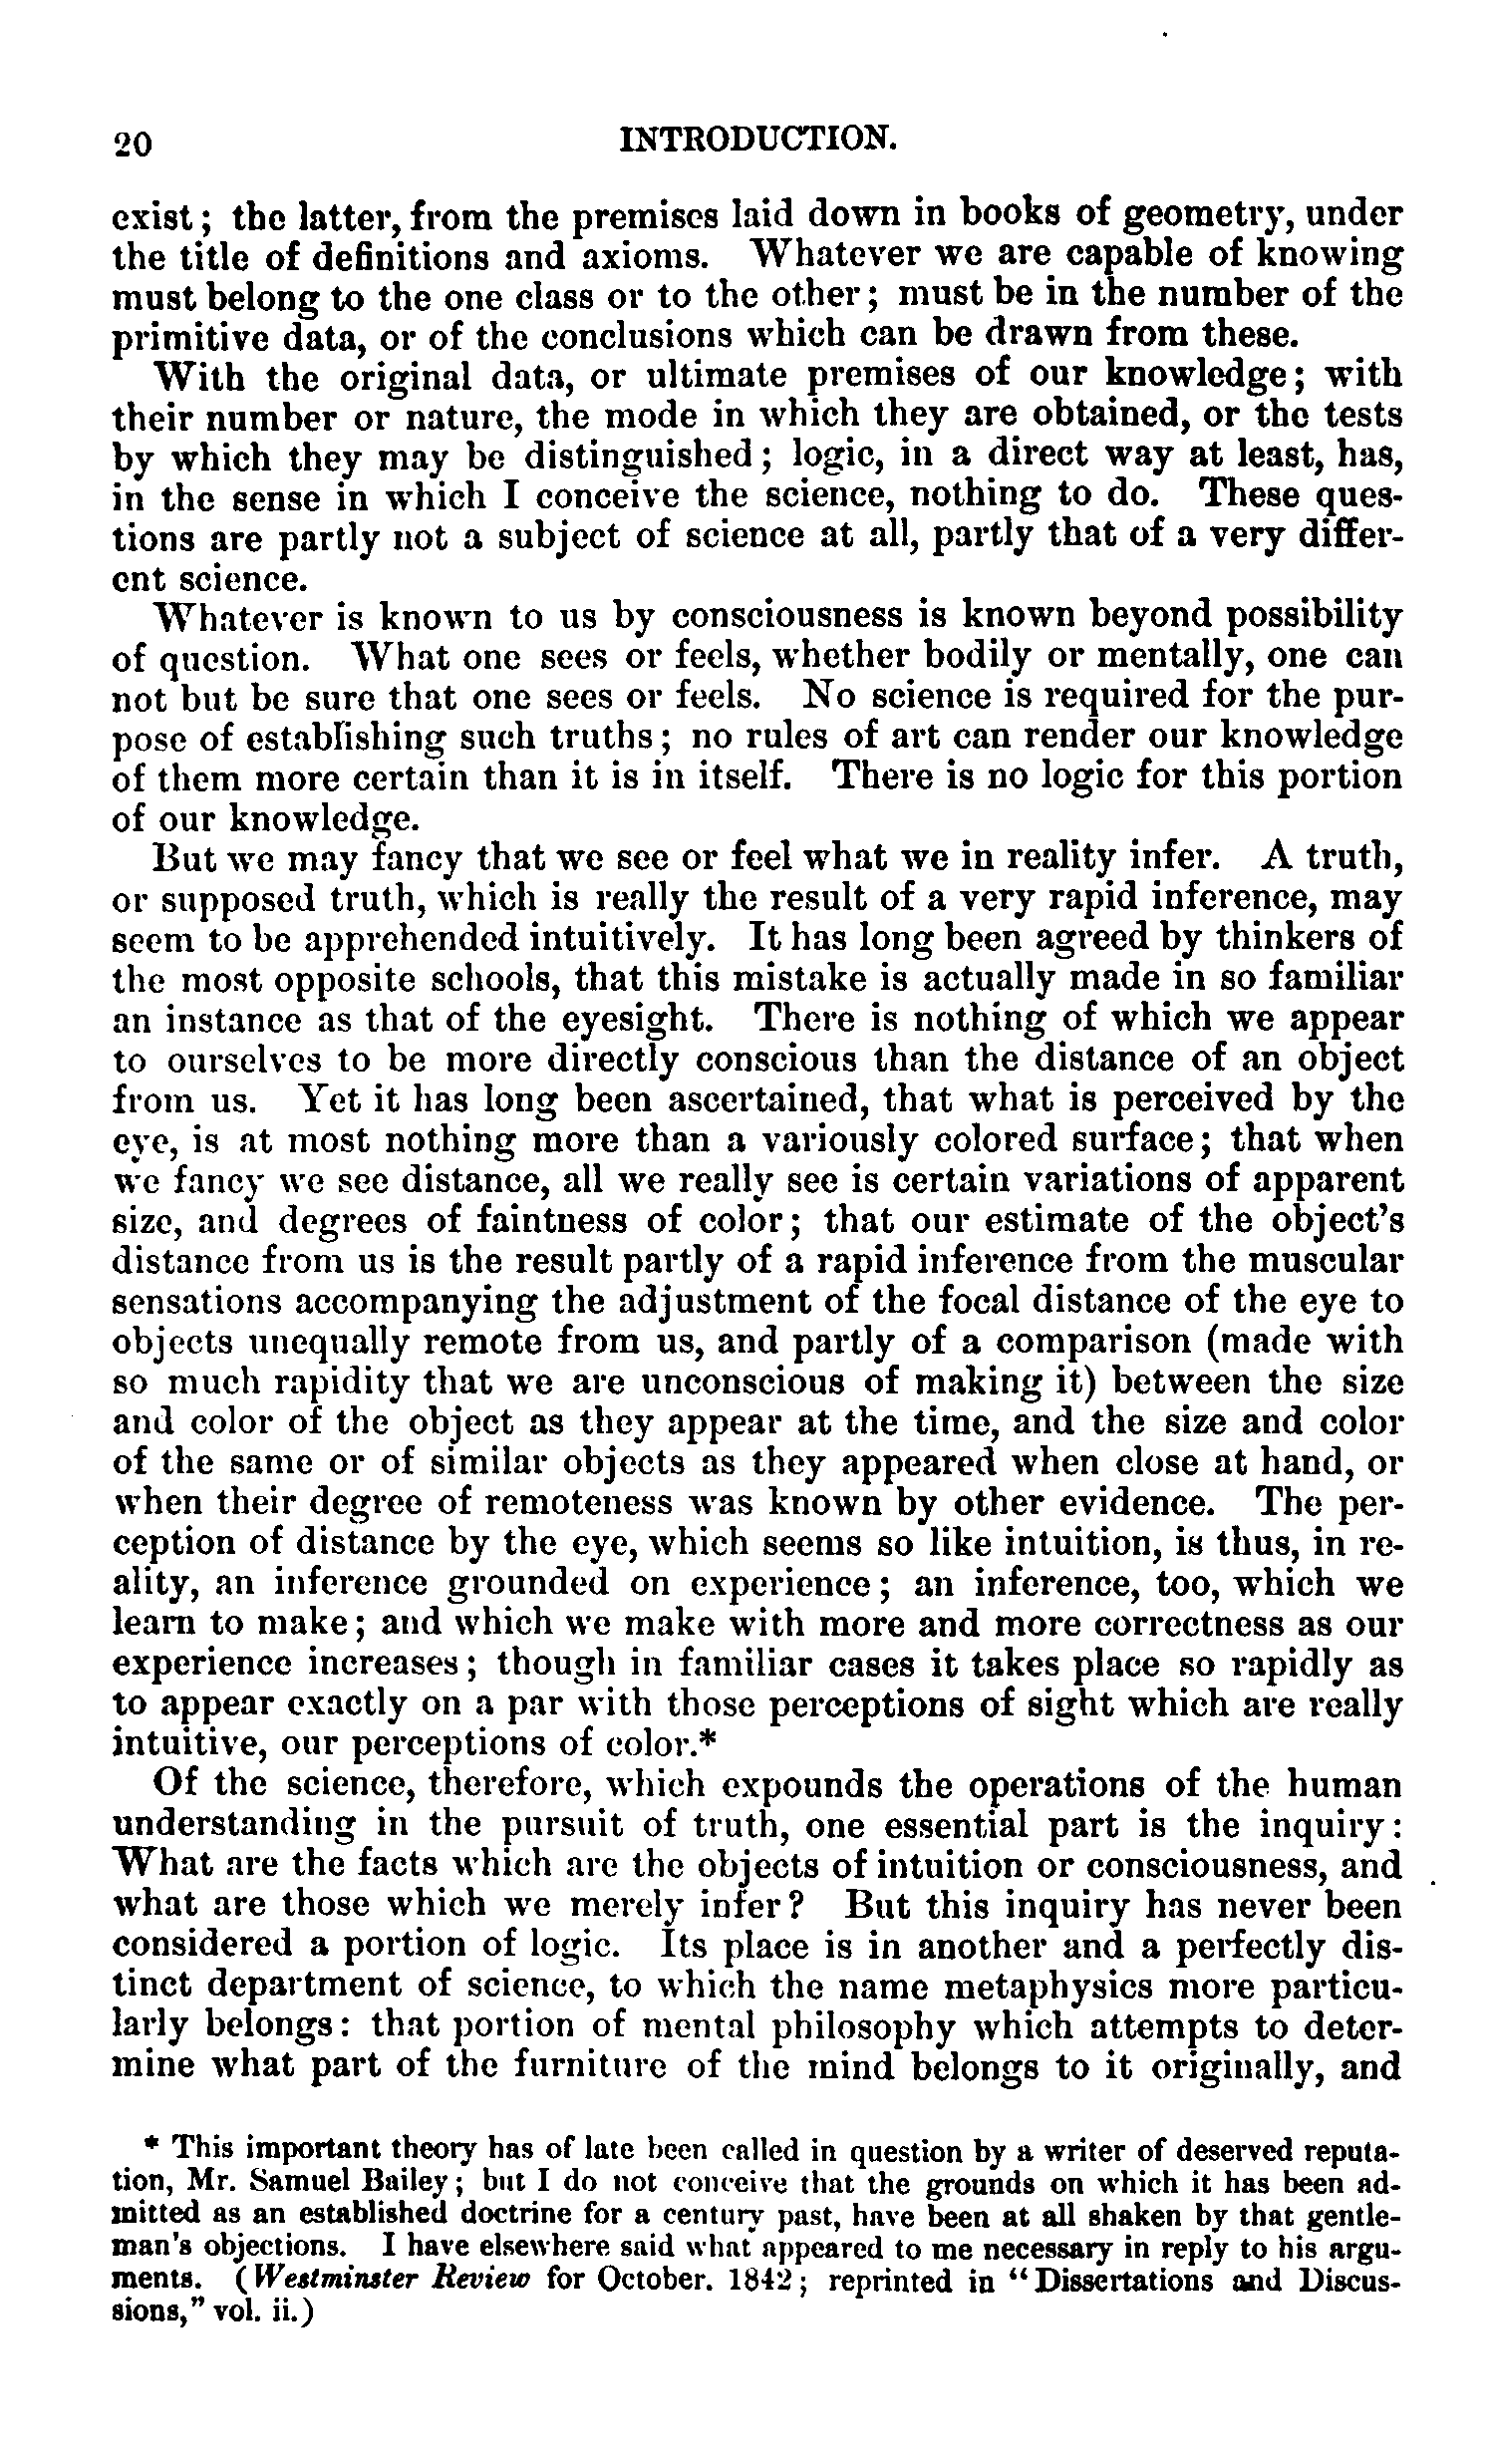 20 INTRODUCTION.
exist; the latter, from the premises laid down in books of geometry, under
the title of definitions and axioms. Whatever we are capable of knowing
must belong to the one class or to the other; must be in the number of the
primitive data, or of the conclusions which can be drawn from these.
With the original data, or ultimate premises of our knowledge; with
their number or nature, the mode in which they are obtained, or the tests
by which they may be distinguished; logic, in a direct way at least, has,
in the sense in which I conceive the science, nothing to do. These ques-
tions are partly not a subject of science at all, partly that of a very differ-
ent science.
Whatever is known to us by consciousness is known beyond possibility
of question. What one sees or feels, whether bodily or mentally, one can
not but be sure that one sees or feels. No science is required for the pur-
pose of establishing such truths; no rules of art can render our knowledge
of them more certain than it is in itself. There is no logic for this portion
of our knowledge.
But we may fancy that we see or feel what we in reality infer. A truth,
or supposed truth, which is really the result of a very rapid inference, may
seem to be apprehended intuitively. It has long been agreed by thinkers of
the most opposite schools, that this mistake is actually made in so familiar
an instance as that of the eyesight. There is nothing of which we appear
to ourselves to be more directly conscious than the distance of an object
from us. Yet it has long been ascertained, that what is perceived by the
eye, is at most nothing more than a variously colored surface; that when
we fancy we see distance, all we really see is certain variations of apparent
size, and degrees of faintness of color; that our estimate of the object's
distance from us is the result partly of a rapid inference from the muscular
sensations accompanying the adjustment of the focal distance of the eye to
objects unequally remote from us, and partly of a comparison (made with
so much rapidity that we are unconscious of making it) between the size
and color of the object as they appear at the time, and the size and color
of the same or of similar objects as they appeared when close at hand, or
when their degree of remoteness was known by other evidence. The per-
ception of distance by the eye, which seems so like intuition, is thus, in re-
ality, an inference grounded on experience; an inference, too, which we
learn to make; and which we make with more and more correctness as our
experience increases; though in familiar cases it takes place so rapidly as
to appear exactly on a par with those perceptions of sight which are really
intuitive, our perceptions of color.*
Of the science, therefore, which expounds the operations of the human
understanding in the pursuit of truth, one essential part is the inquiry:
What are the facts which are the objects of intuition or consciousness, and
what are those which we merely infer? But this inquiry has never been
considered a portion of logic. Its place is in another and a perfectly dis-
tinct department of science, to which the name metaphysics more particu-
larly belongs: that portion of mental philosophy which attempts to deter-
mine what part of the furniture of the mind belongs to it originally, and
* This important theory has of late been called in question by a writer of deserved reputa-
tion, Mr. Samuel Bailey; but I do not conceive that the grounds on which it has been ad-
mitted as an established doctrine for a century past, have been at all shaken by that gentle-
man's objections. I have elsewhere said what appeared to me necessary in reply to his argu-
ments. (Westminster Review for October. 1842; reprinted in "Dissertations and Discus-
sions," vol. ii.)